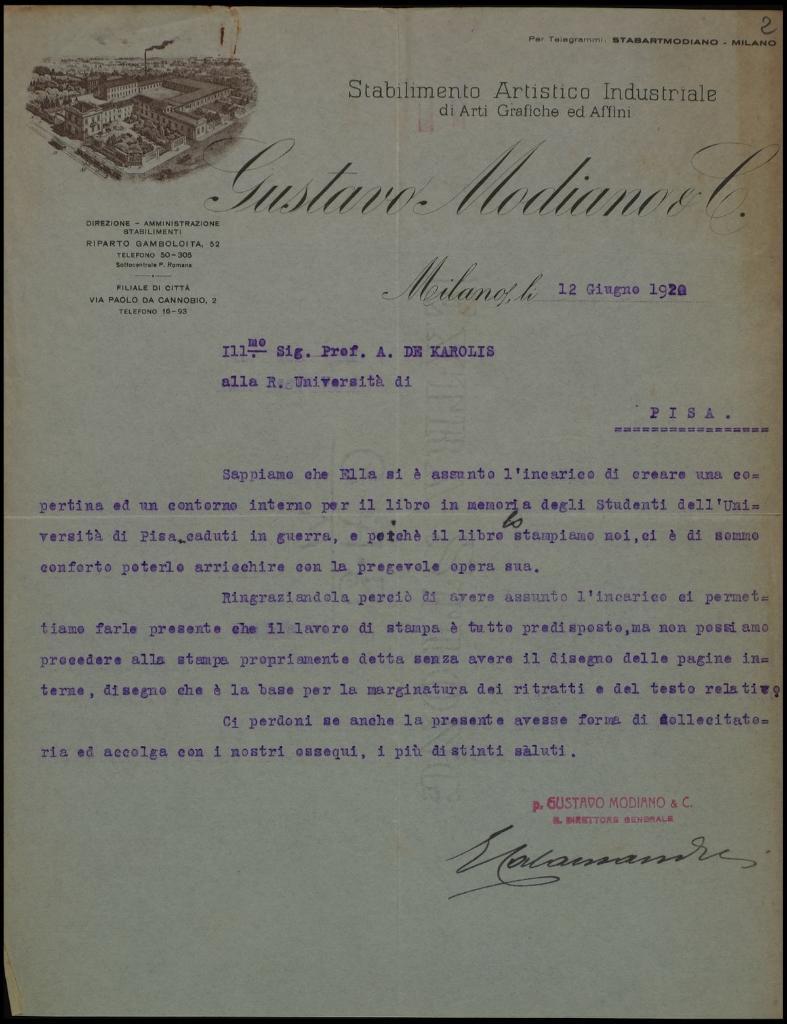 2
Per Telegrammi: STABARTMODIANO - MILANO
Stabilimento Artistico Industriale
di Arti Grafiche ed Affini
Gustavo Modiano & C.
DIREZIONE - AMMINISTRAZIONE
STABILIMENTI
RIPARTO GAMBOLOITA, 52
TELEFONO 50-305
Sottocentrale P. Romana
FILIALE DI CITTÀ
VIA PAOLO DA CANNOBIO, 2
TELEFONO 16-93
Milano, li 12 Giugno 1920
Ill.mo Sig. Prof. A. DE KAROLIS
alla R. Università di
PISA.
Sappiamo che Ella si è assunto l'incarico di creare una co=
pertina ed un contorno interno per il libro in memoria degli Studenti dell'Uni=
versità di Pisa, caduti in guerra, e poichè il libro lo stampiamo noi, ci è di sommo
conforto poterlo arricchire con la pregevole opera sua.
Ringraziandola perciò di avere assunto l'incarico ci permet=
tiamo farle presente che il lavoro di stampa è tutto predisposto, ma non possiamo
procedere alla stampa propriamente detta senza avere il disegno delle pagine in=
terne, disegno che è la base per la marginatura dei ritratti e del testo relativo
Ci perdoni se anche la presente avesse forma di sollecitato=
ria ed accolga con i nostri ossequi, i più distinti saluti.
p. GUSTAVO MODIANO & C.
IL DIRETTORE GENERALE